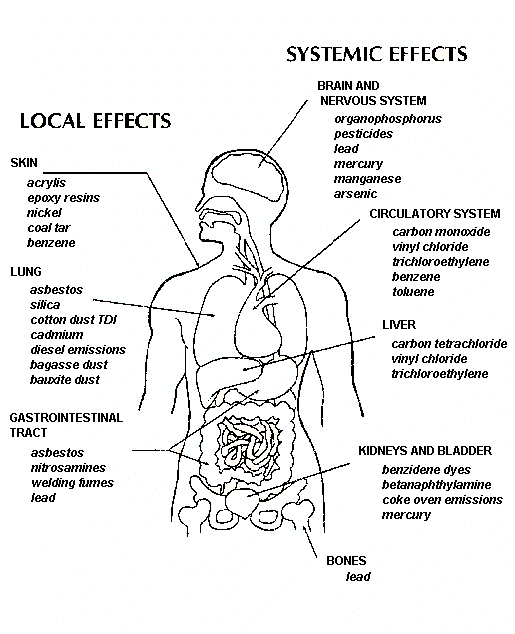 SYSTEMIC EFFECTS
BRAIN AND
NERVOUS SYSTEM
organophosphorus
pesticides
lead
mercury
manganese
arsenic
CIRCULATORY SYSTEM
carbon monoxide
vinyl chloride
trichloroethylene
benzene
toluene
LIVER
carbon tetrachloride
vinyl chloride
trichloroethylene
KIDNEYS AND BLADDER
benzidene dyes
betanaphthylamine
coke oven emissions
mercury
BONES
lead
LOCAL EFFECTS
SKIN
acrylis
epoxy resins
nickel
coal tar
benzene
LUNG
asbestos
silica
cotton dust TDI
cadmium
diesel emissions
bagasse dust
bauxite dust
GASTROINTESTINAL
TRACT
asbestos
nitrosamines
welding fumes
lead